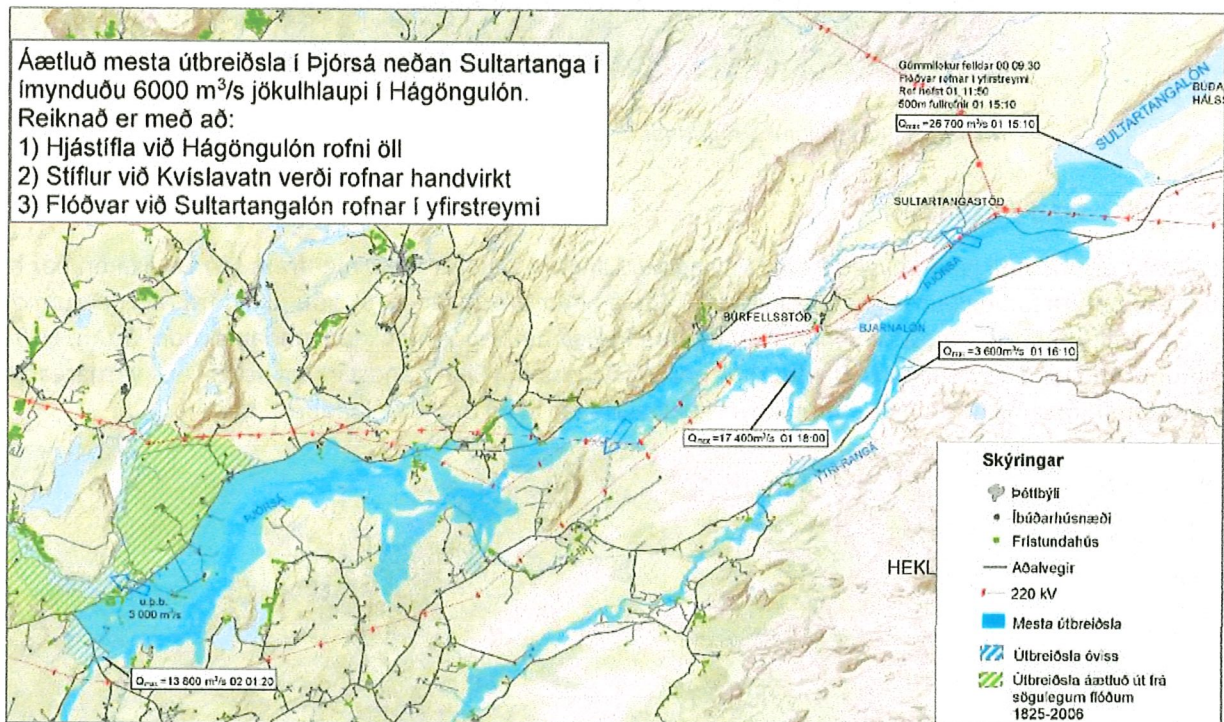 Áætluð mesta útbreiðsla í Þjórsá neðan Sultartanga í
ímynduðu 6000 m³/s jökulhlaupi í Hágöngulón.
Reiknað er með að:
1) Hjástífla við Hágöngulón rofni öll
2) Stíflur við Kvíslavatn verði rofnar handvirkt
3) Flóðvar við Sultartangalón rofnar í yfirstreymi
Gúmmílokur felldar 00 09:30
Flóðvar rofnar í yfirstreymi
Rof hefst 01 11:50
500m fullrofnir 01 15:10
Qmax =26 700 m³/s 01 15:10
SULTARTANGALÓN
HÁLS
SULTARTANGASTÖÐ
ÞJÓRSÁ
BÚRFELLSSTÖÐ
BJARNALÓN
Qmax =3 600m³/s 01 16:10
Qmax =17 400m³/s 01 18:00
YTRI-RANGÁ
ÞJÓRSÁ
HEKL
u.þ.b.
5 000 m³/s
Qmax =13 800 m³/s 02 01:20
Skýringar
Þéttbýli
Íbúðarhúsnæði
Frístundahús
Aðalvegir
220 kV
Mesta útbreiðsla
Útbreiðsla óviss
Útbreiðsla áætluð út frá
sögulegum flóðum
1825-2006